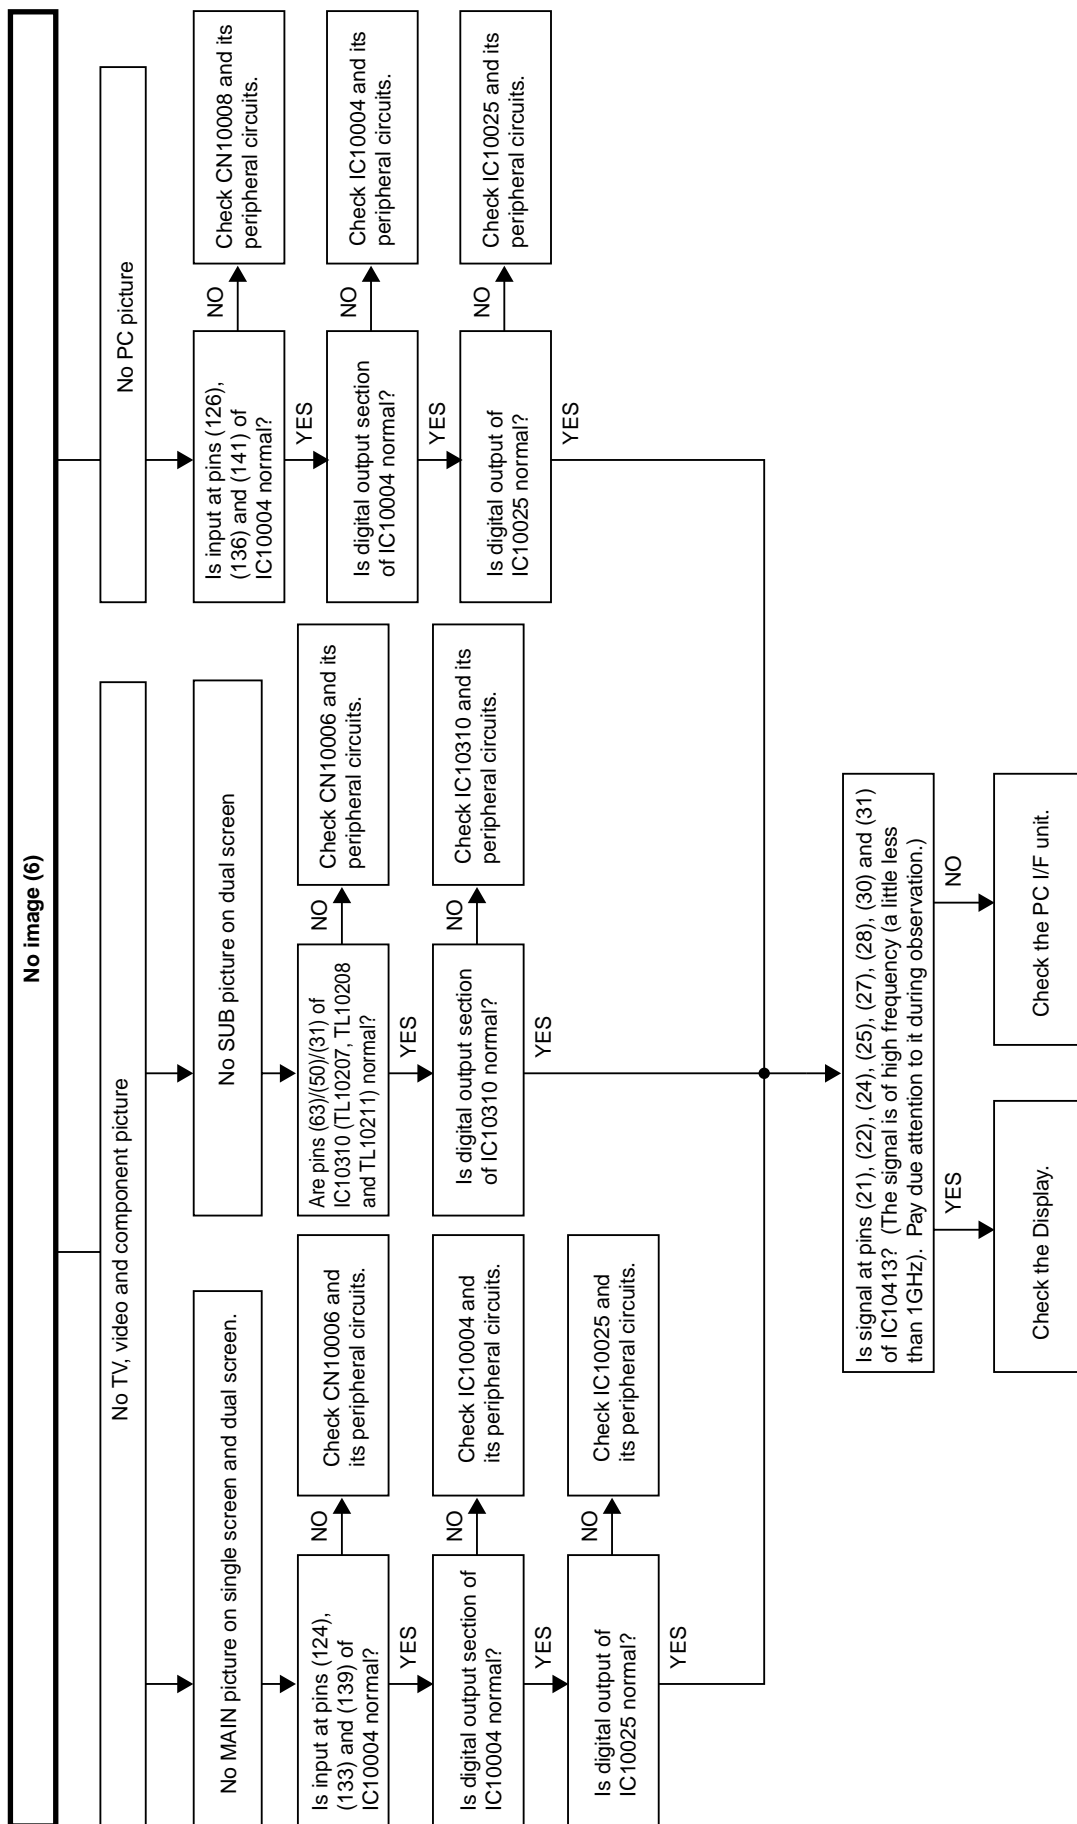 No image (6)
No TV, video and component picture
No MAIN picture on single screen and dual screen.
Is input at pins (124),
(133) and (139) of
IC10004 normal?
NO
Check CN10006 and
its peripheral circuits.
YES
Is digital output section of
IC10004 normal?
NO
Check IC10004 and
its peripheral circuits.
YES
Is digital output of
IC10025 normal?
NO
Check IC10025 and
its peripheral circuits.
YES
No SUB picture on dual screen
Are pins (63)/(50)/(31) of
IC10310 (TL10207, TL10208
and TL10211) normal?
NO
Check CN10006 and its
peripheral circuits.
YES
Is digital output section
of IC10310 normal?
NO
Check IC10310 and its
peripheral circuits.
YES
No PC picture
Is input at pins (126),
(136) and (141) of
IC10004 normal?
NO
Check CN10008 and its
peripheral circuits.
YES
Is digital output section
of IC10004 normal?
NO
Check IC10004 and its
peripheral circuits.
YES
Is digital output of
IC10025 normal?
NO
Check IC10025 and its
peripheral circuits.
YES
Is signal at pins (21), (22), (24), (25), (27), (28), (30) and (31)
of IC10413? (The signal is of high frequency (a little less
than 1GHz). Pay due attention to it during observation.)
YES
Check the Display.
NO
Check the PC I/F unit.